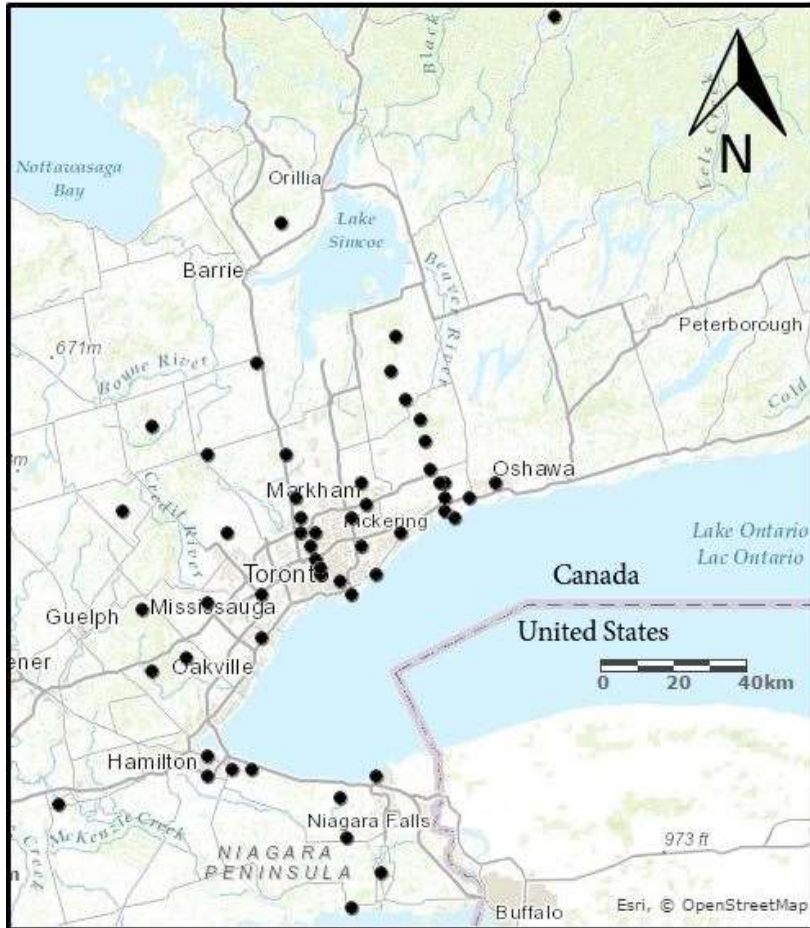 Black
Nottawasaga
Bay
Orillia
Lake
Simcoe
N
Barrie
Beaver River
Peterborough
671m
Boyne River
Cold
Oshawa
Markham
Pickering
Credit River
Lake Ontario
Lac Ontario
Toronto
Canada
Guelph
Mississauga
United States
ener
Oakville
0 20 40km
Hamilton
McKenzie Creek
Niagara Falls
973 ft
Creek
NIAGARA
PENINSULA
m
Buffalo
Esri, © OpenStreetMap